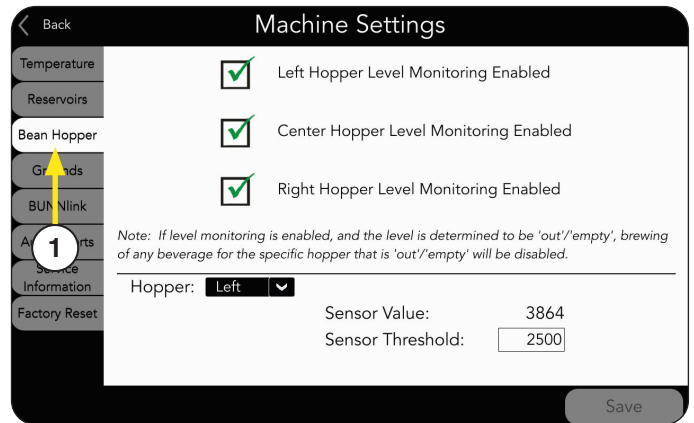 Back
Machine Settings
Temperature
Reservoirs
Bean Hopper
BUNNlink
Information
Factory Reset
1
Left Hopper Level Monitoring Enabled
Center Hopper Level Monitoring Enabled
Right Hopper Level Monitoring Enabled
Note: If level monitoring is enabled, and the level is determined to be 'out'/'empty', brewing
of any beverage for the specific hopper that is 'out'/'empty' will be disabled.
Hopper: Left
Sensor Value: 3864
Sensor Threshold: 2500
Save